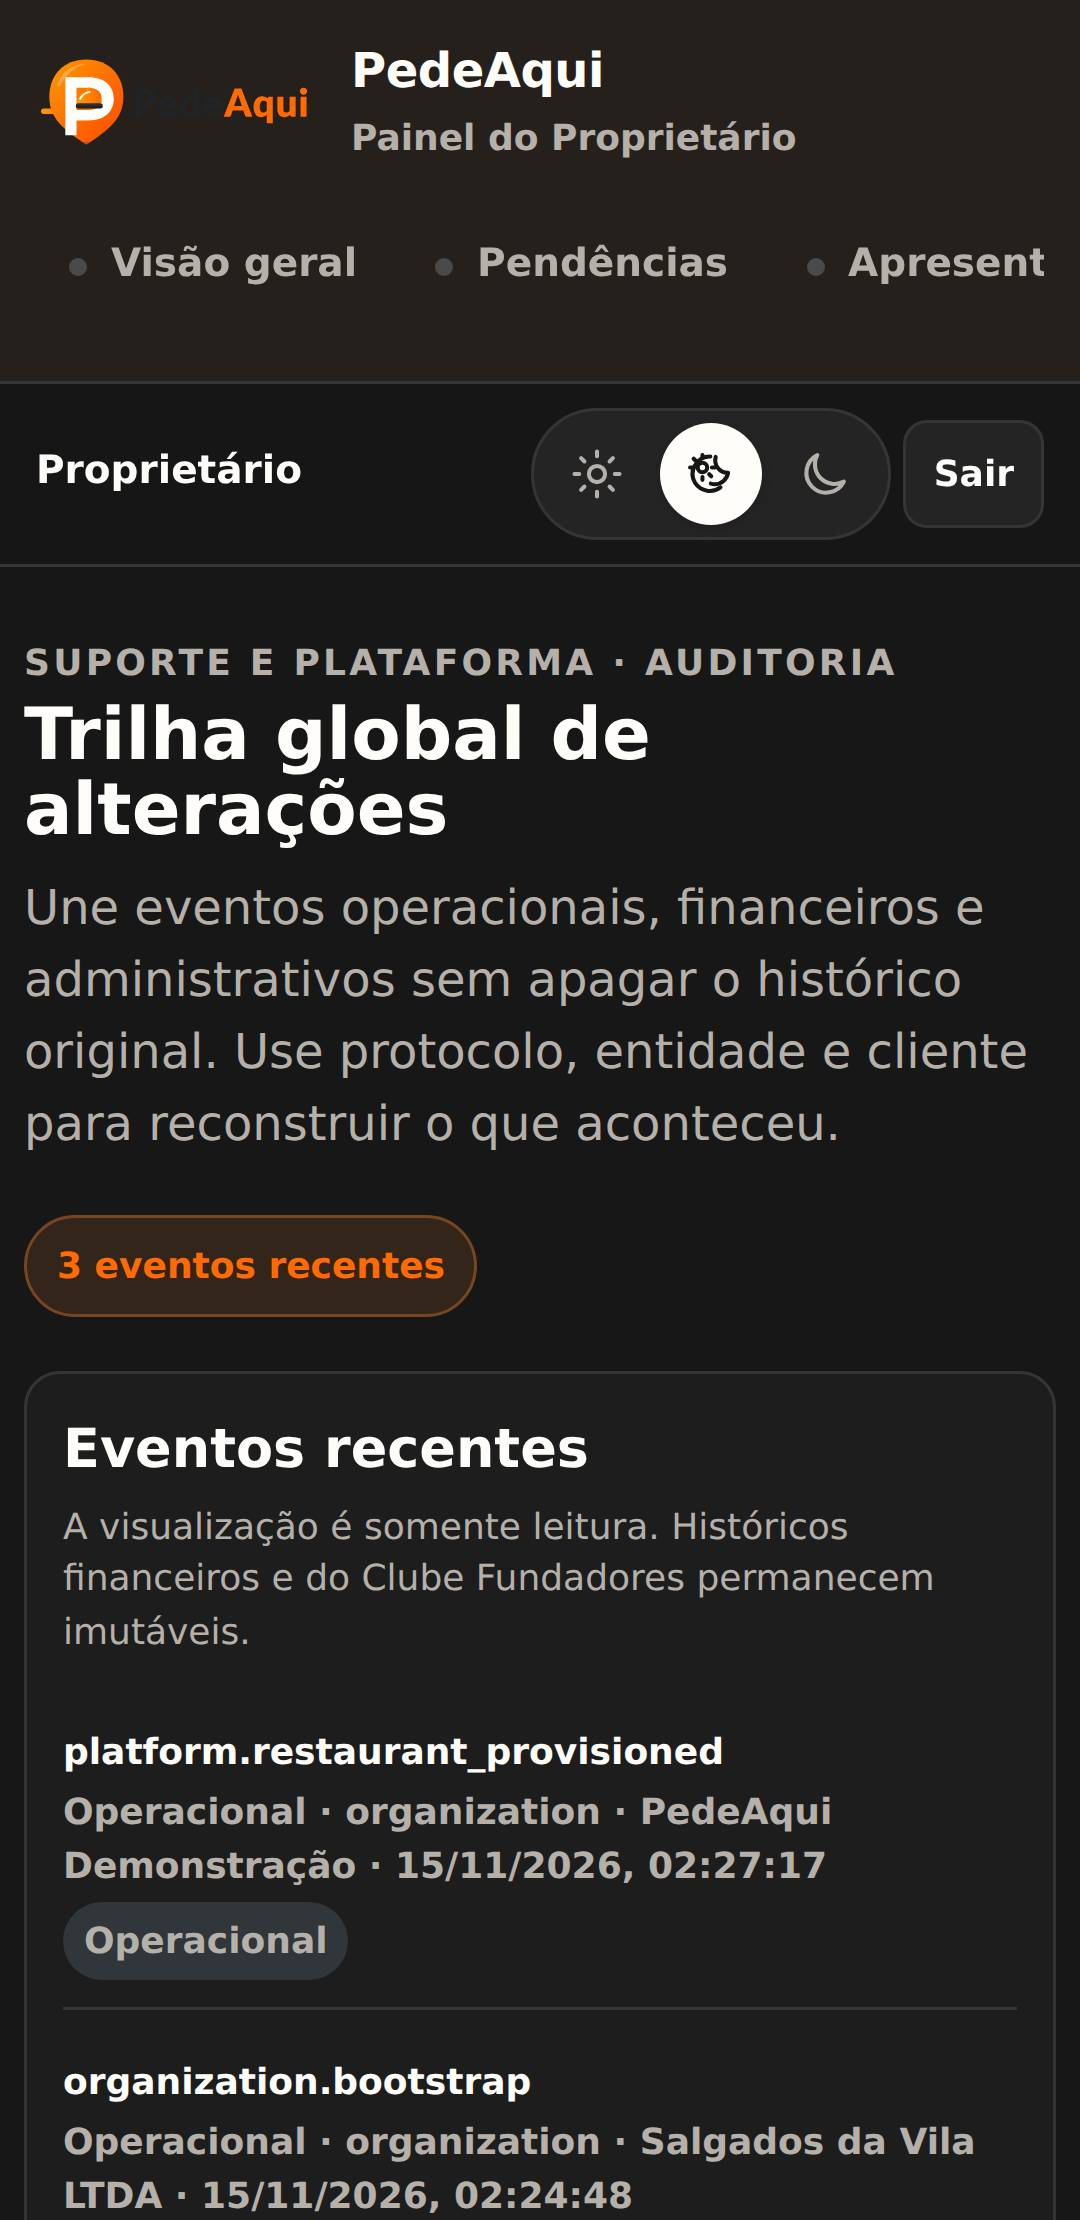 PedeAqui
PedeAqui
Painel do Proprietário
Visão geral
Pendências
Apresent
Proprietário
Sair
SUPORTE E PLATAFORMA · AUDITORIA
Trilha global de
alterações
Une eventos operacionais, financeiros e
administrativos sem apagar o histórico
original. Use protocolo, entidade e cliente
para reconstruir o que aconteceu.
3 eventos recentes
Eventos recentes
A visualização é somente leitura. Históricos
financeiros e do Clube Fundadores permanecem
imutáveis.
platform.restaurant_provisioned
Operacional · organization · PedeAqui
Demonstração · 15/11/2026, 02:27:17
Operacional
organization.bootstrap
Operacional · organization · Salgados da Vila
LTDA · 15/11/2026, 02:24:48